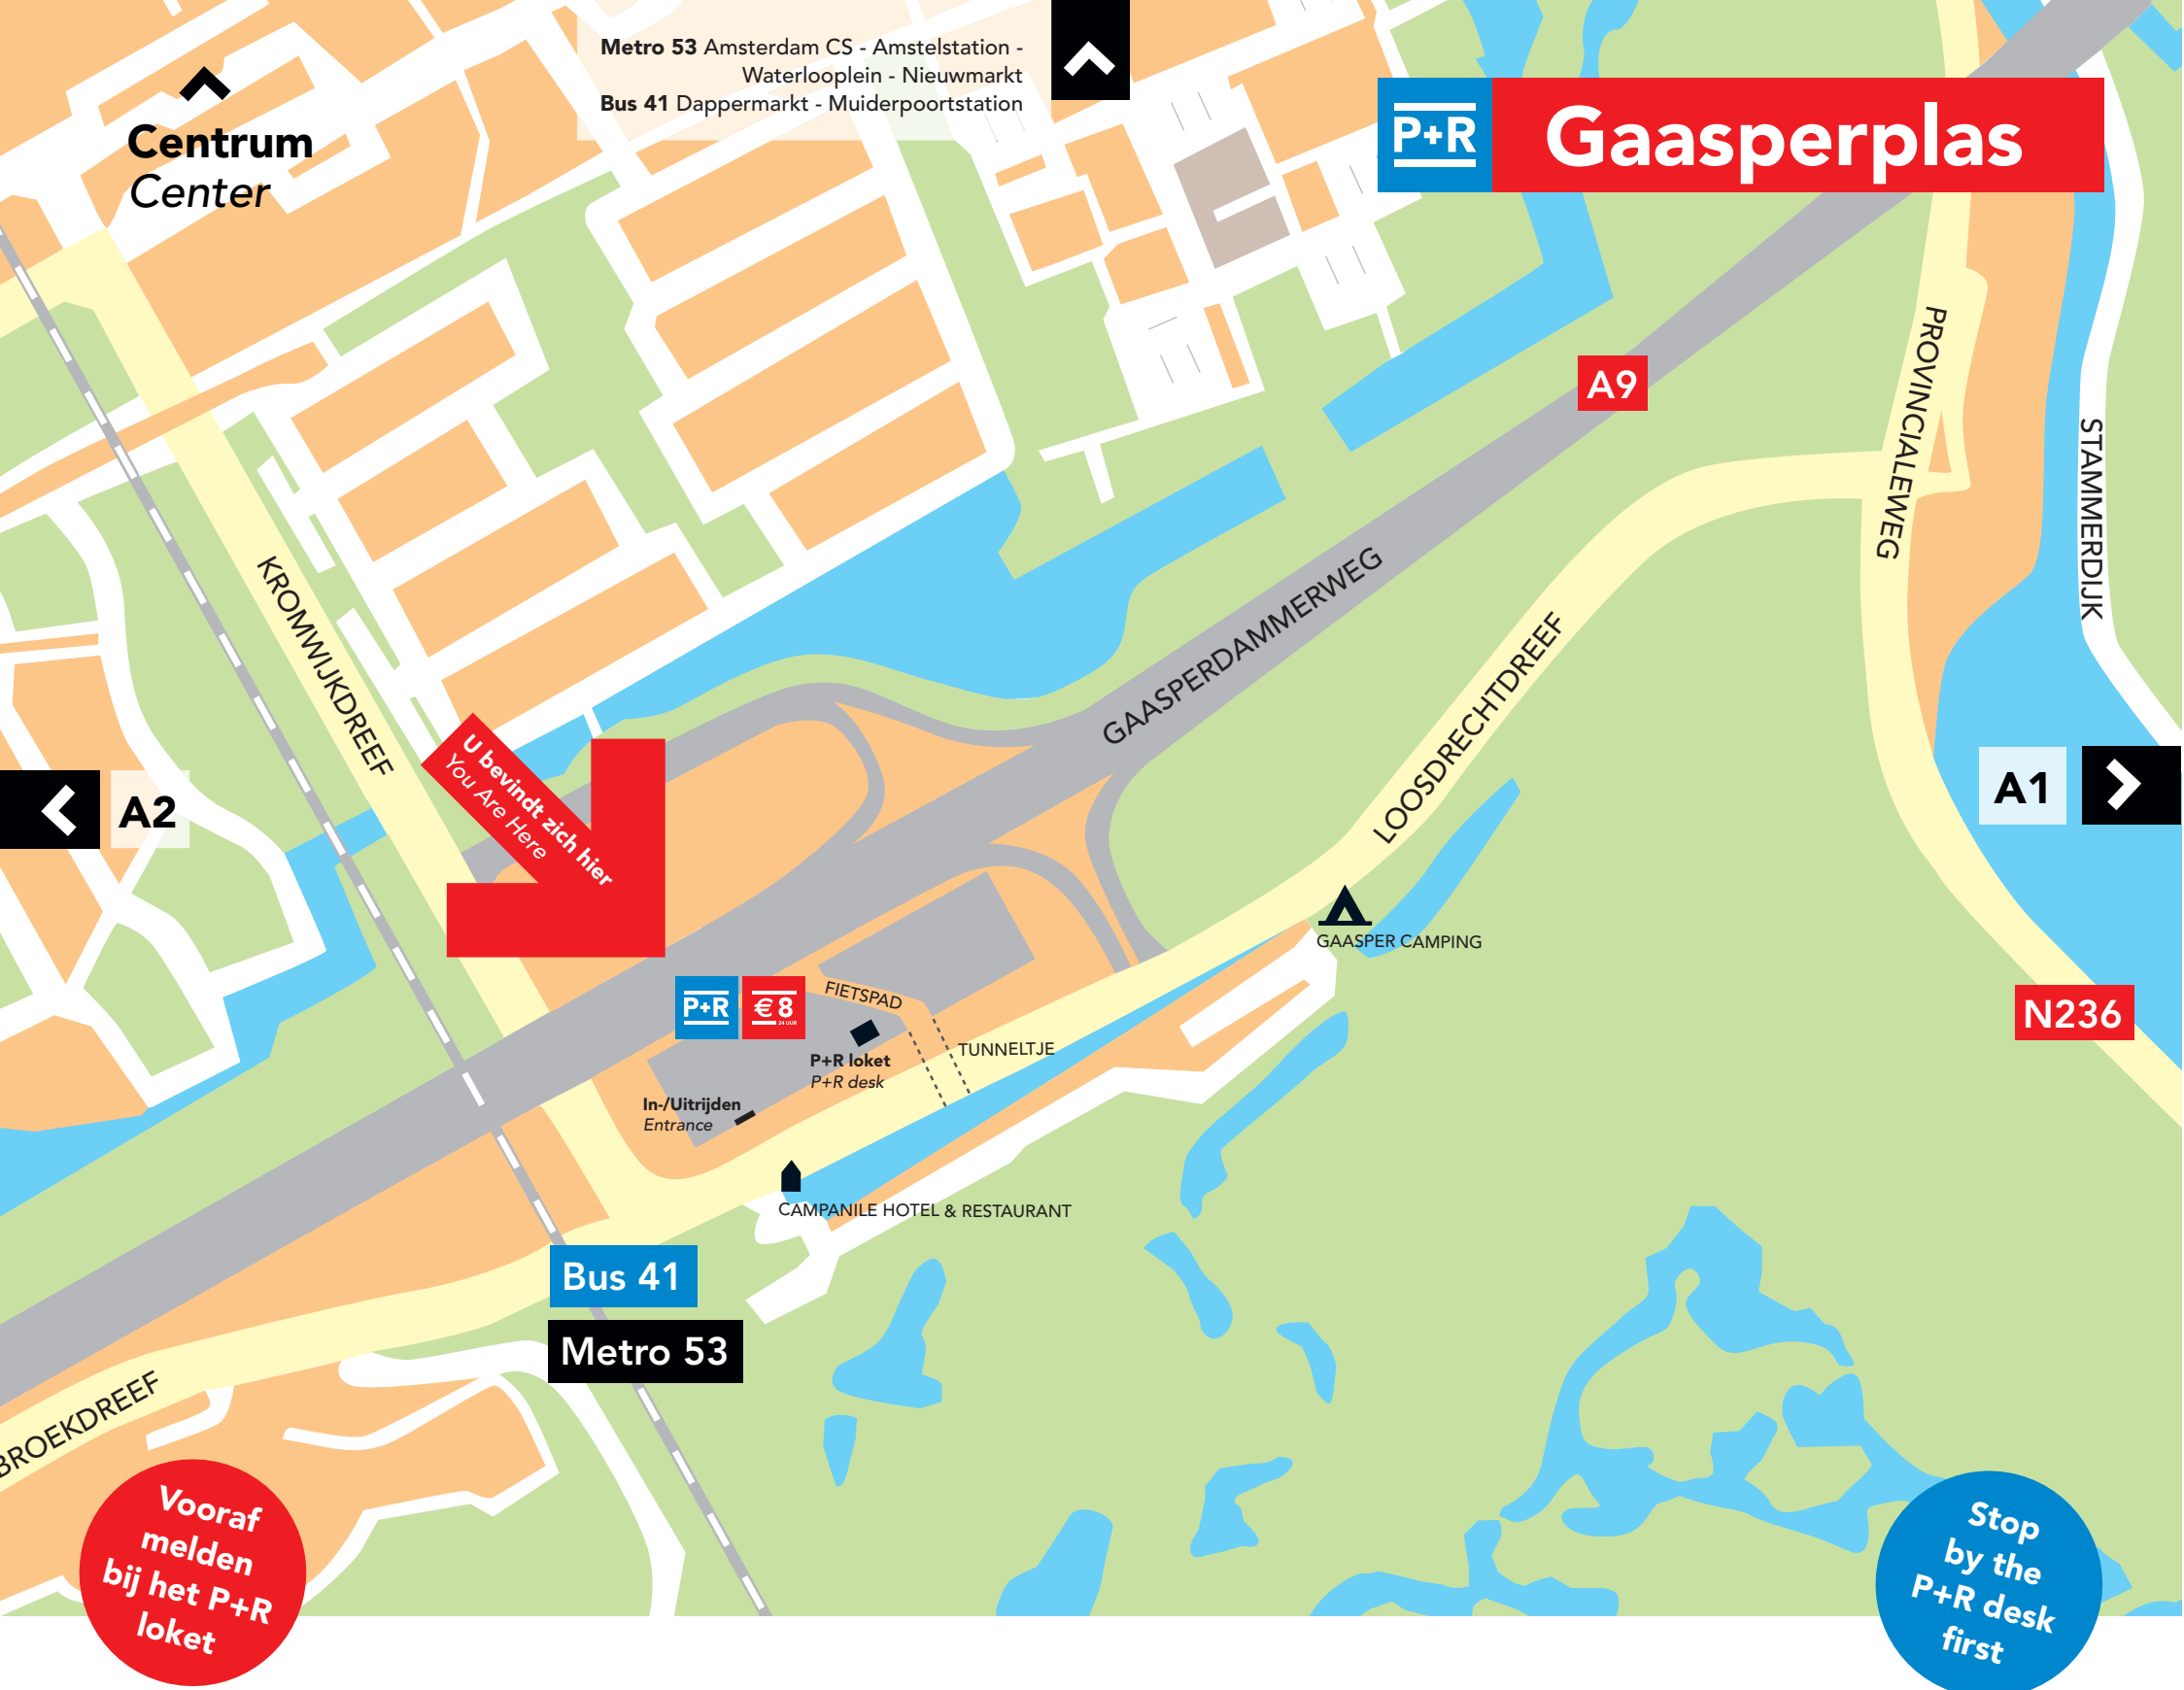 Metro 53 Amsterdam CS - Amstelstation -
Waterlooplein - Nieuwmarkt
Bus 41 Dappermarkt - Muiderpoortstation
Centrum
Center
P+R
Gaasperplas
A9
PROVINCIALEWEG
STAMMERDIJK
KROMWIJKDREEF
GAASPERDAMMERWEG
LOOSDRECHTDREEF
U bevindt zich hier
You Are Here
A2
A1
GAASPER CAMPING
P+R
€8
24 UUR
FIETSPAD
N236
TUNNELTJE
P+R loket
P+R desk
In-/Uitrijden
Entrance
CAMPANILE HOTEL & RESTAURANT
Bus 41
Metro 53
BROEKDREEF
Vooraf
melden
bij het P+R
loket
Stop
by the
P+R desk
first